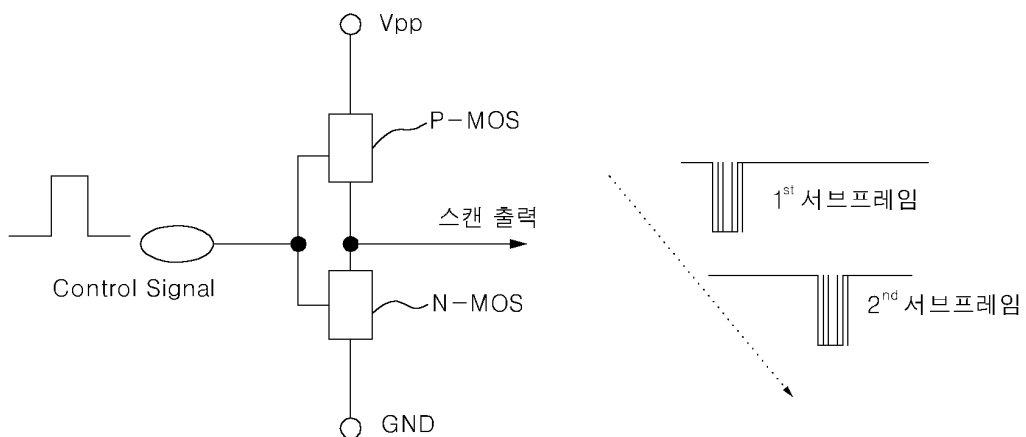 Vpp
P-MOS
스캔 출력
Control Signal
N-MOS
GND
1st 서브프레임
2nd 서브프레임